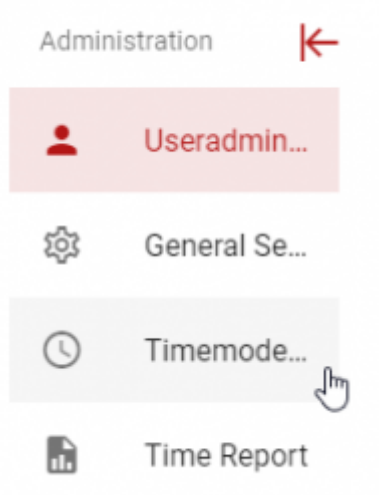 Administration
Useradmin...
General Se...
Timemode...
Time Report